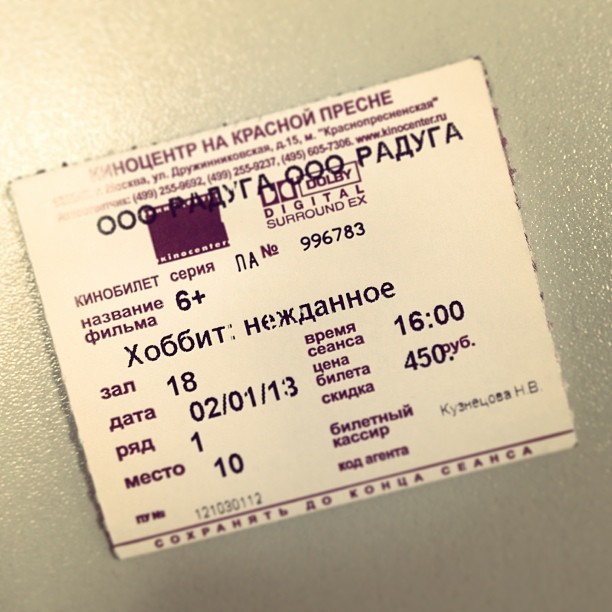 КИНОЦЕНТР НА КРАСНОЙ ПРЕСНЕ
Москва, ул. Дружинниковская, д.15, м. "Краснопресненская"
(499) 255-9692, (499) 255-9237, (495) 605-7306, www.kinocenter.ru
ООО РАДУГА ООО РАДУГА
DOLBY
DIGITAL
SURROUND EX
kinocenter
КИНОБИЛЕТ серия ПА № 996783
название фильма 6+
Хоббит: нежданное
зал 18
дата 02/01/13
ряд 1
место 10
время сеанса 16:00
цена билета 450 руб.
скидка
билетный кассир Кузнецова Н.В.
код агента
ПУ № 121030112
СОХРАНЯТЬ ДО КОНЦА СЕАНСА